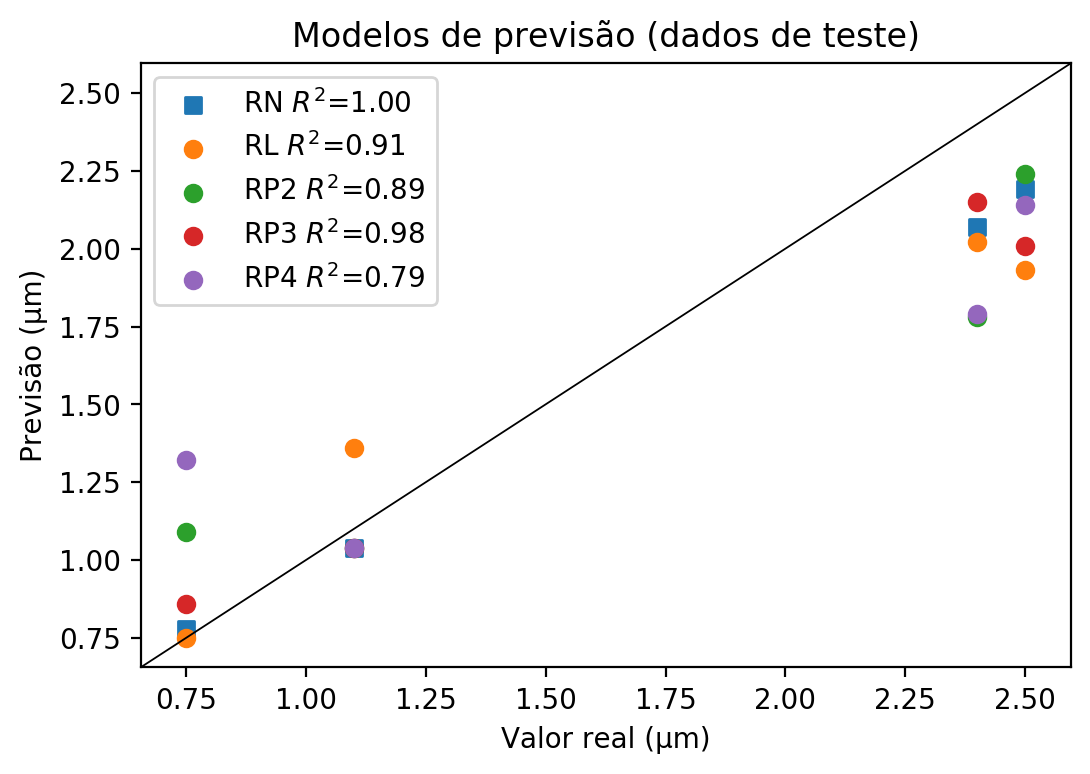 Modelos de previsão (dados de teste)
RN R²=1.00
RL R²=0.91
RP2 R²=0.89
RP3 R²=0.98
RP4 R²=0.79
Previsão (μm)
2.50
2.25
2.00
1.75
1.50
1.25
1.00
0.75
0.75 1.00 1.25 1.50 1.75 2.00 2.25 2.50
Valor real (μm)